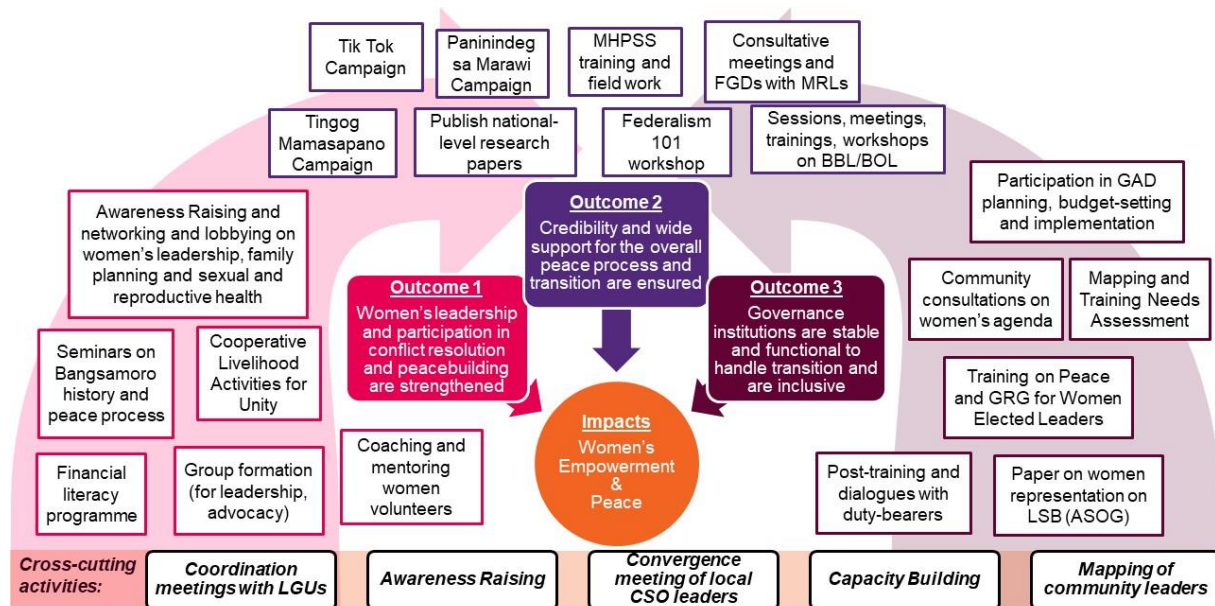 Tik Tok
Campaign
Paninindeg
sa Marawi
Campaign
MHPSS
training and
field work
Consultative
meetings and
FGDs with MRLs
Tingog
Mamasapano
Campaign
Publish national-
level research
papers
Federalism
101
workshop
Sessions, meetings,
trainings, workshops
on BBL/BOL
Awareness Raising and
networking and lobbying on
women's leadership, family
planning and sexual and
reproductive health
Seminars on
Bangsamoro
history and
peace process
Cooperative
Livelihood
Activities for
Unity
Financial
literacy
programme
Group formation
(for leadership,
advocacy)
Coaching and
mentoring
women
volunteers
Outcome 1
Women's leadership
and participation in
conflict resolution
and peacebuilding
are strengthened
Outcome 2
Credibility and wide
support for the overall
peace process and
transition are ensured
Outcome 3
Governance
institutions are stable
and functional to
handle transition and
are inclusive
Impacts
Women's
Empowerment
&
Peace
Participation in GAD
planning, budget-setting
and implementation
Community
consultations on
women's agenda
Mapping and
Training Needs
Assessment
Training on Peace
and GRG for Women
Elected Leaders
Post-training and
dialogues with
duty-bearers
Paper on women
representation on
LSB (ASOG)
Cross-cutting
activities:
Coordination
meetings with LGUs
Awareness Raising
Convergence
meeting of local
CSO leaders
Capacity Building
Mapping of
community leaders